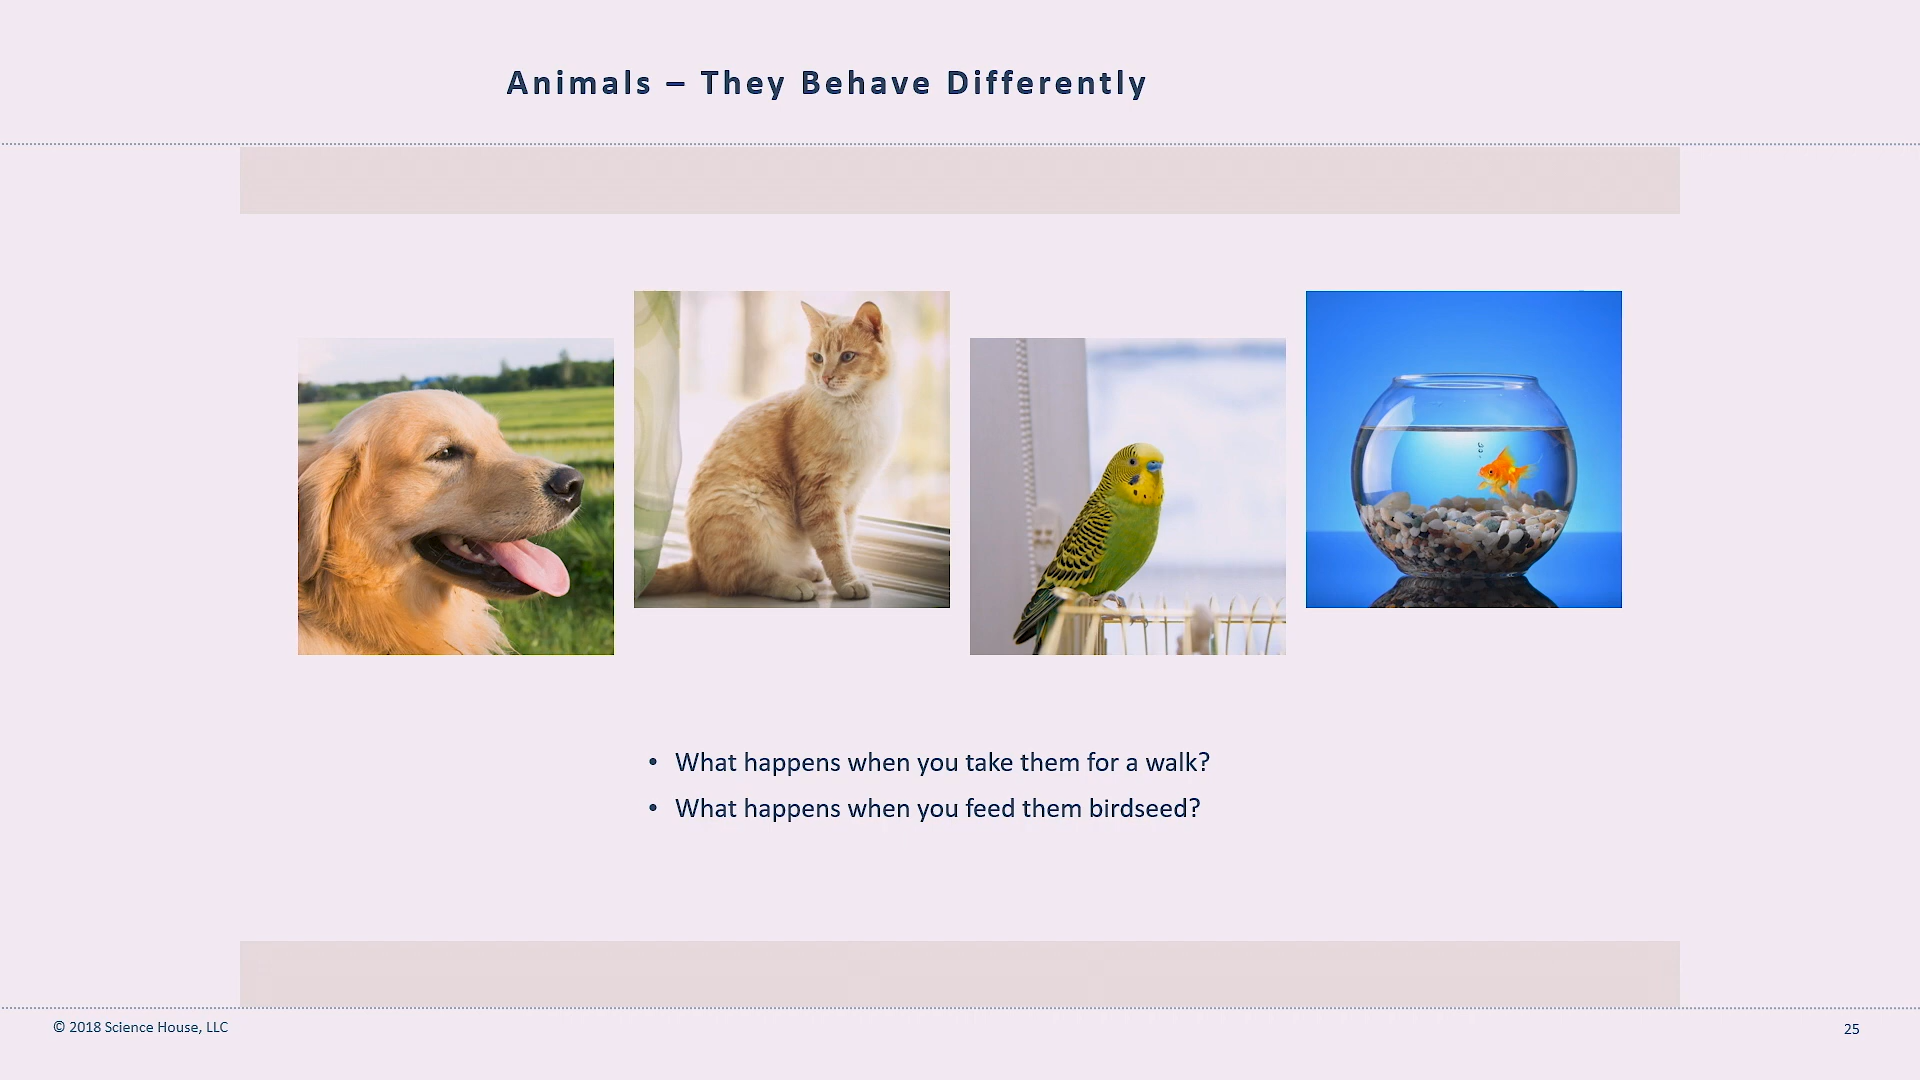 Animals – They Behave Differently
• What happens when you take them for a walk?
• What happens when you feed them birdseed?
© 2018 Science House, LLC
25